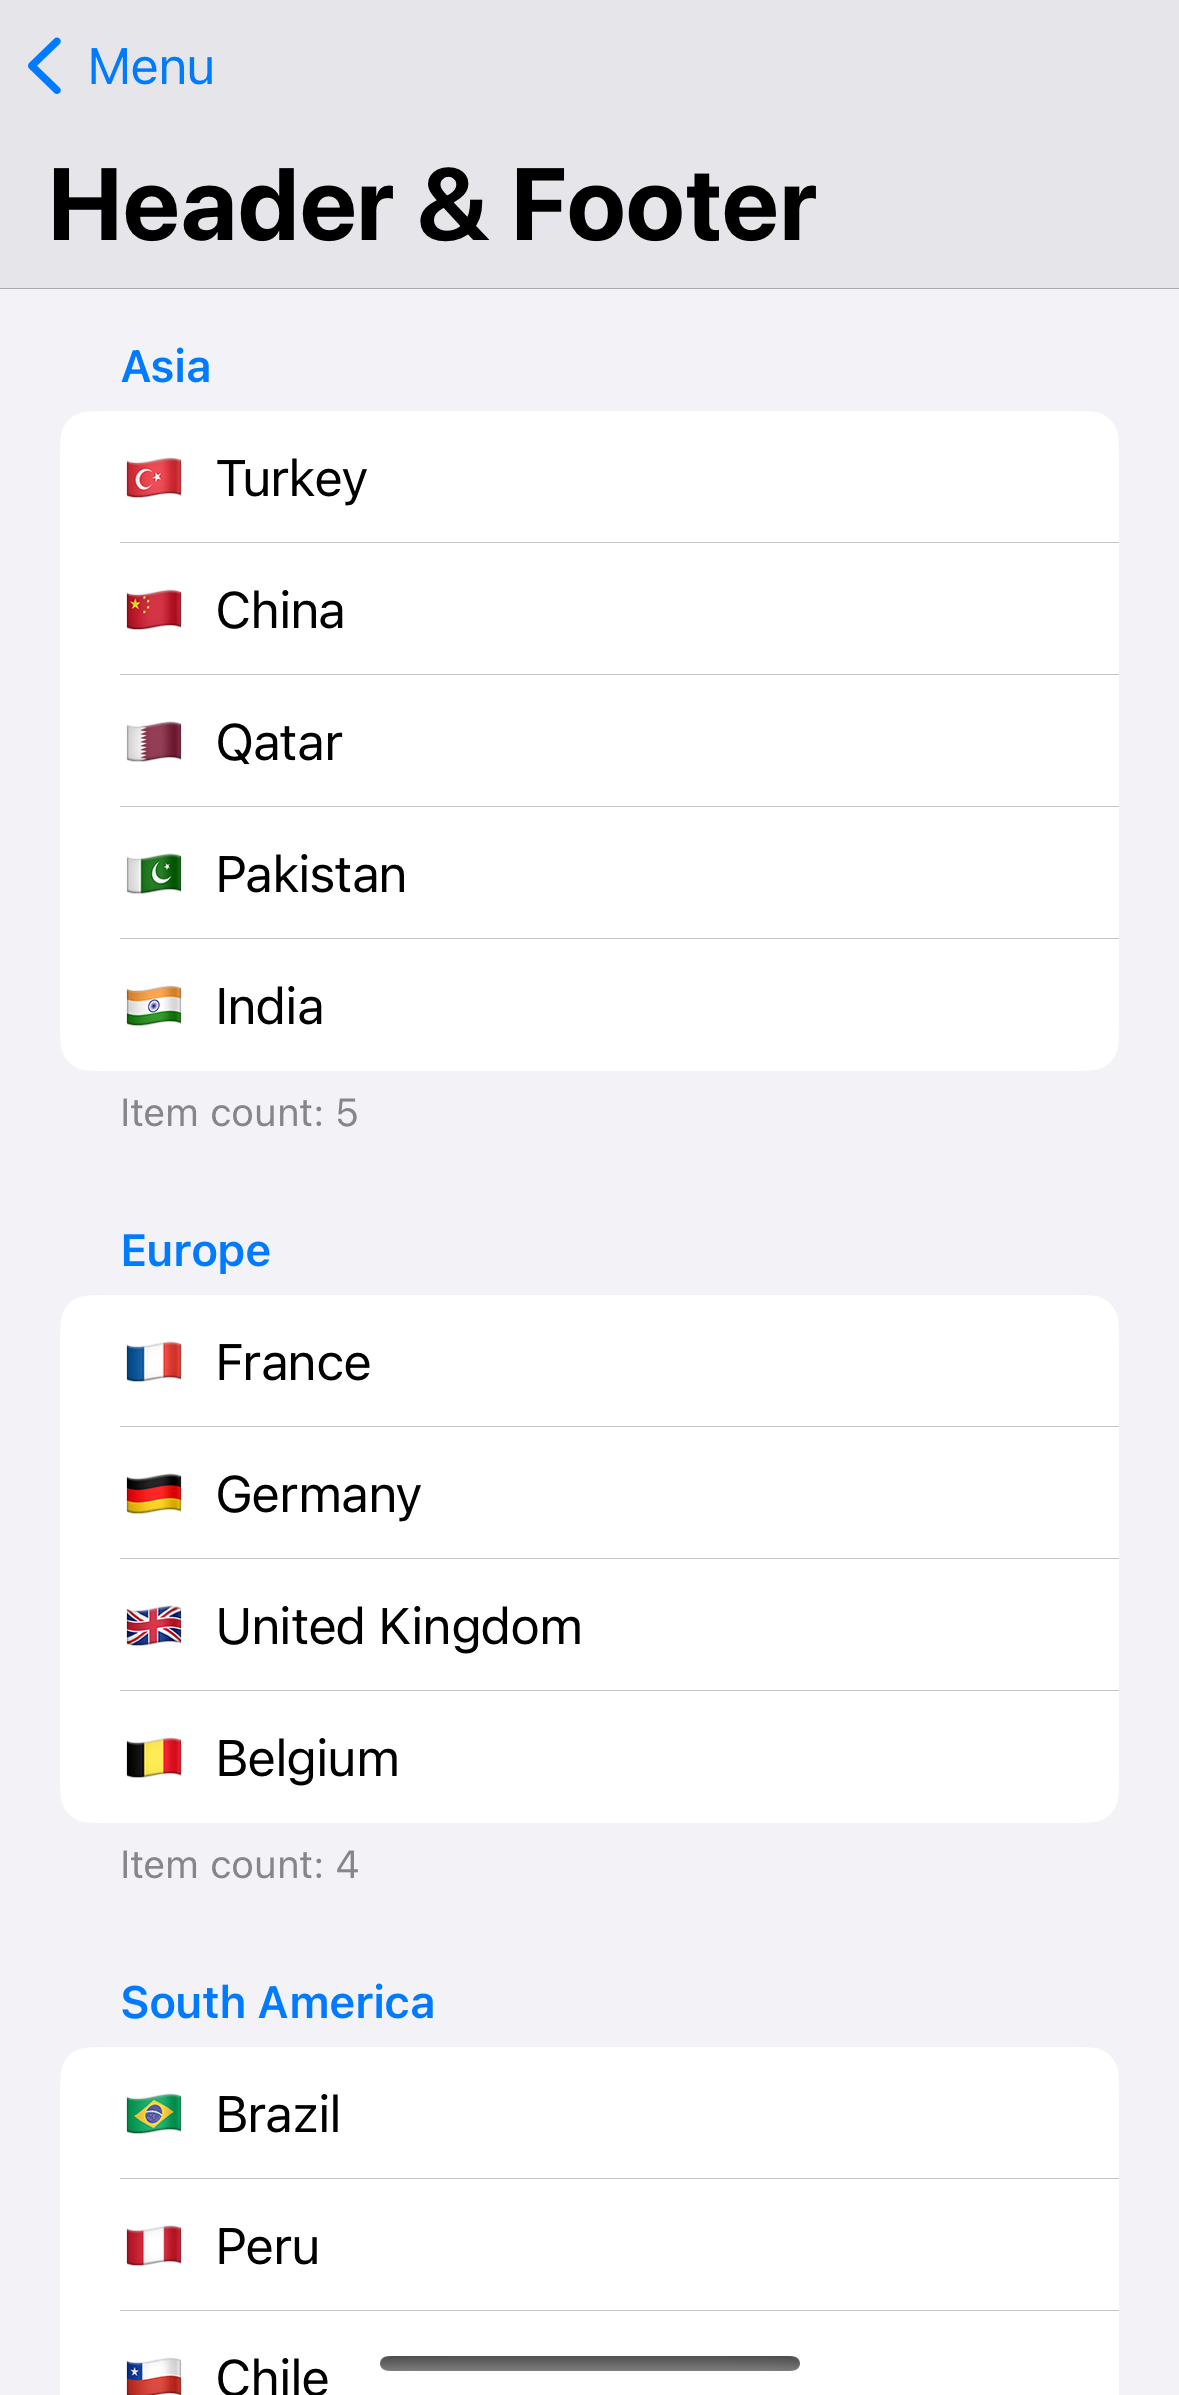 Menu
Header & Footer
Asia
Turkey
China
Qatar
Pakistan
India
Item count: 5
Europe
France
Germany
United Kingdom
Belgium
Item count: 4
South America
Brazil
Peru
Chile